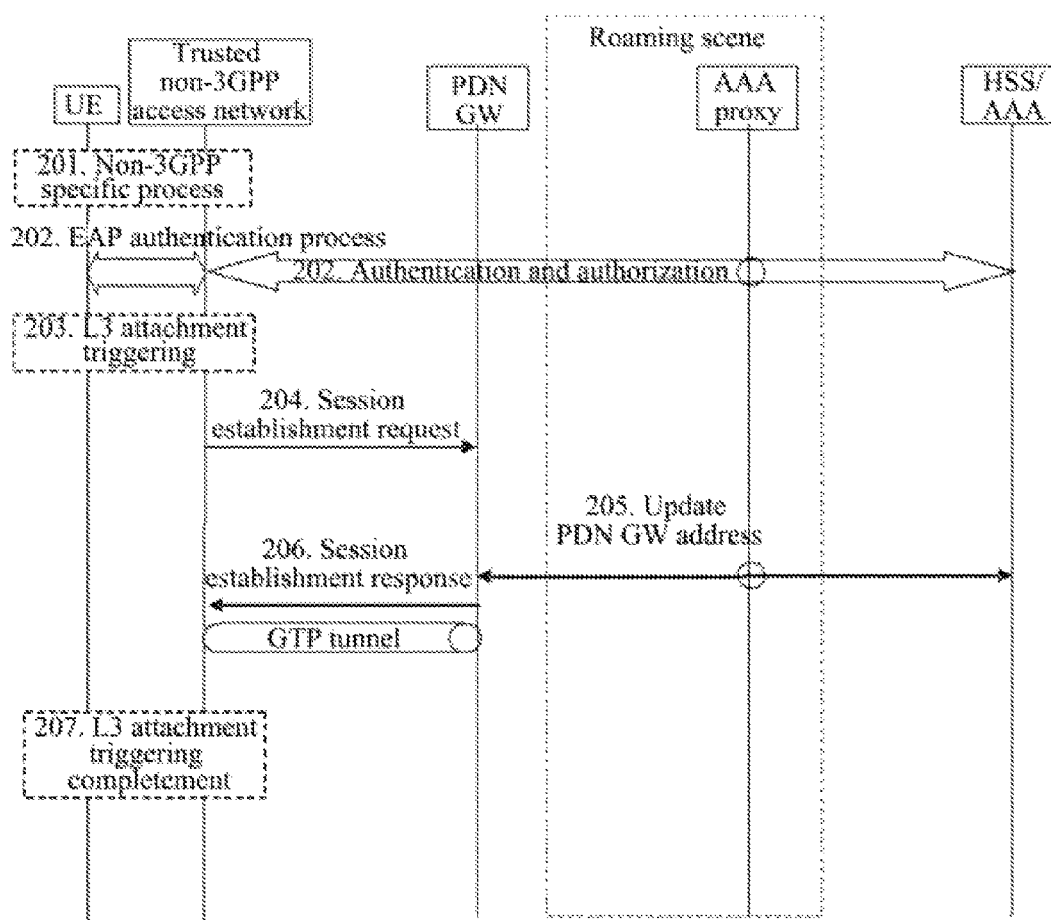 Roaming scene
UE
Trusted
non-3GPP
access network
PDN
GW
AAA
proxy
HSS/
AAA
201. Non-3GPP
specific process
202. EAP authentication process
202. Authentication and authorization
203. L3 attachment
triggering
204. Session
establishment request
205. Update
PDN GW address
206. Session
establishment response
GTP tunnel
207. L3 attachment
triggering
completement